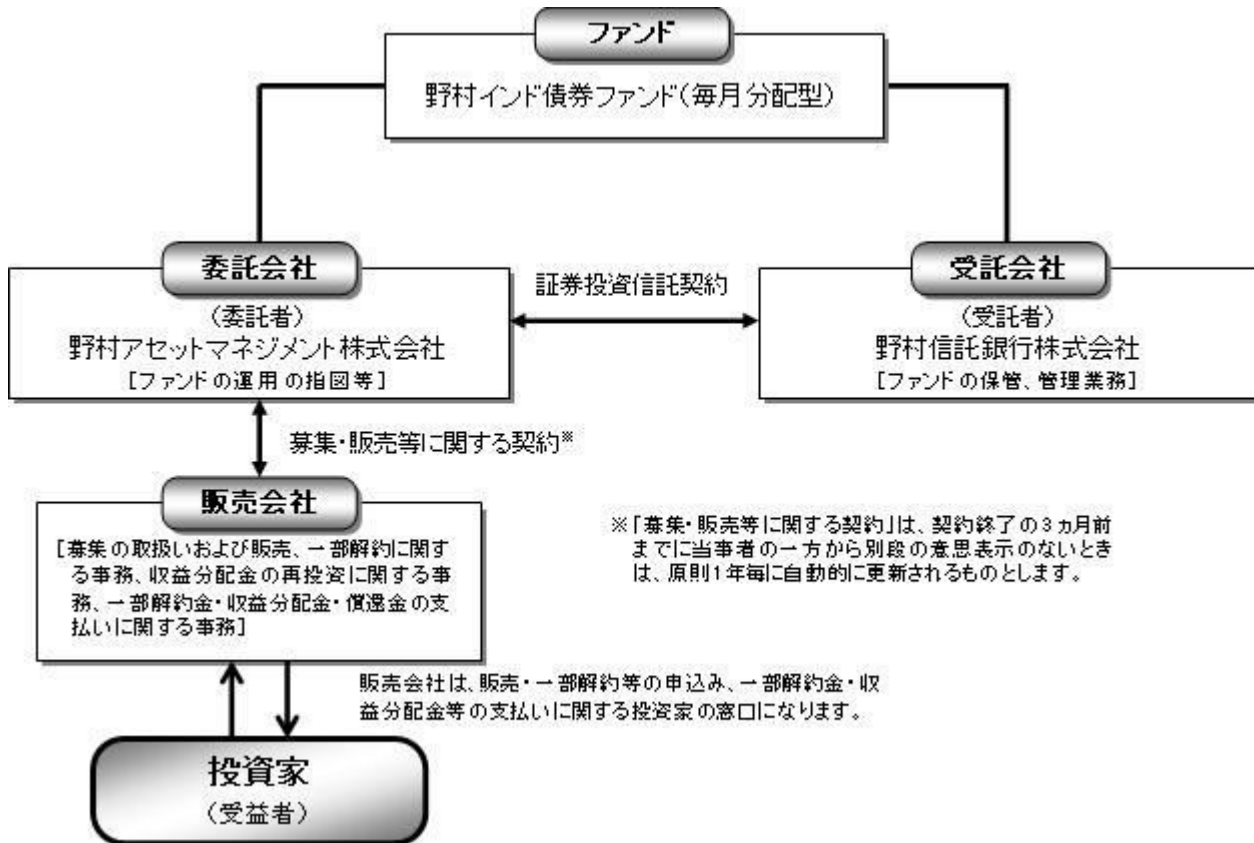 ファンド
野村インド債券ファンド(毎月分配型)
委託会社
(委託者)
野村アセットマネジメント株式会社
[ファンドの運用の指図等]
証券投資信託契約
受託会社
(受託者)
野村信託銀行株式会社
[ファンドの保管、管理業務]
募集・販売等に関する契約※
販売会社
[募集の取扱いおよび販売、一部解約に関す
る事務、収益分配金の再投資に関する事
務、一部解約金・収益分配金・償還金の支
払いに関する事務]
※「募集・販売等に関する契約」は、契約終了の3ヵ月前
までに当事者の一方から別段の意思表示のないとき
は、原則1年毎に自動的に更新されるものとします。
販売会社は、販売・一部解約等の申込み、一部解約金・収
益分配金等の支払いに関する投資家の窓口になります。
投資家
(受益者)